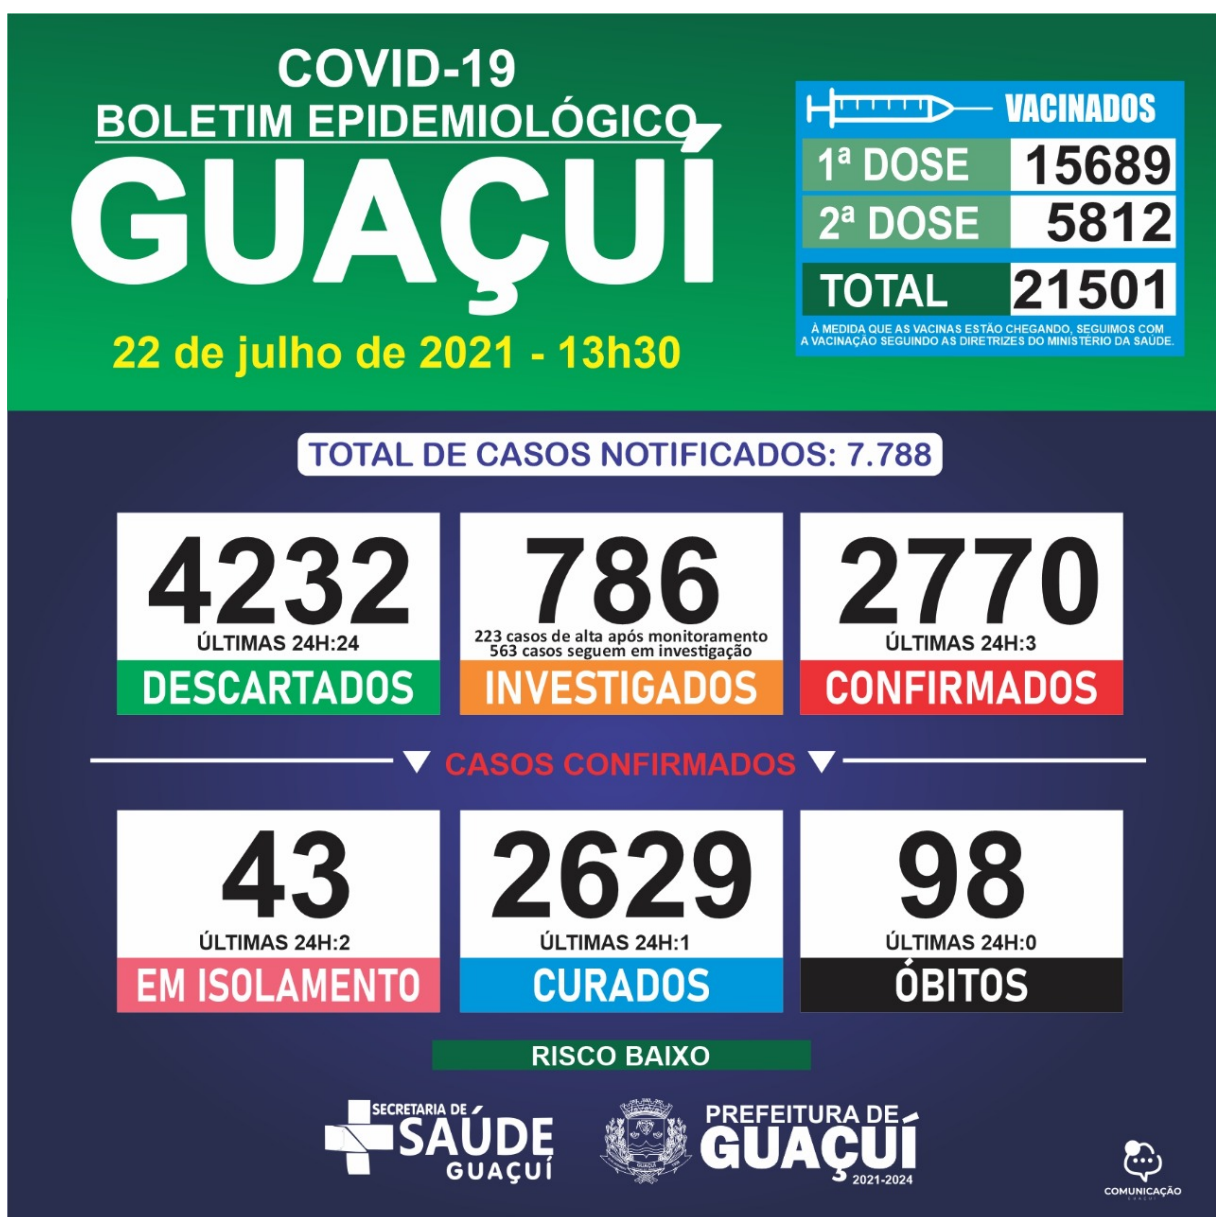 COVID-19
BOLETIM EPIDEMIOLÓGICO
GUAÇUÍ
22 de julho de 2021 - 13h30
VACINADOS
1ª DOSE 15689
2ª DOSE 5812
TOTAL 21501
À MEDIDA QUE AS VACINAS ESTÃO CHEGANDO, SEGUIMOS COM
A VACINAÇÃO SEGUINDO AS DIRETRIZES DO MINISTÉRIO DA SAÚDE.
TOTAL DE CASOS NOTIFICADOS: 7.788
4232
ÚLTIMAS 24H:24
DESCARTADOS
786
223 casos de alta após monitoramento
563 casos seguem em investigação
INVESTIGADOS
2770
ÚLTIMAS 24H:3
CONFIRMADOS
CASOS CONFIRMADOS
43
ÚLTIMAS 24H:2
EM ISOLAMENTO
2629
ÚLTIMAS 24H:1
CURADOS
98
ÚLTIMAS 24H:0
ÓBITOS
RISCO BAIXO
SECRETARIA DE
SAÚDE
GUAÇUÍ
PREFEITURA DE
GUAÇUÍ
2021-2024
COMUNICAÇÃO